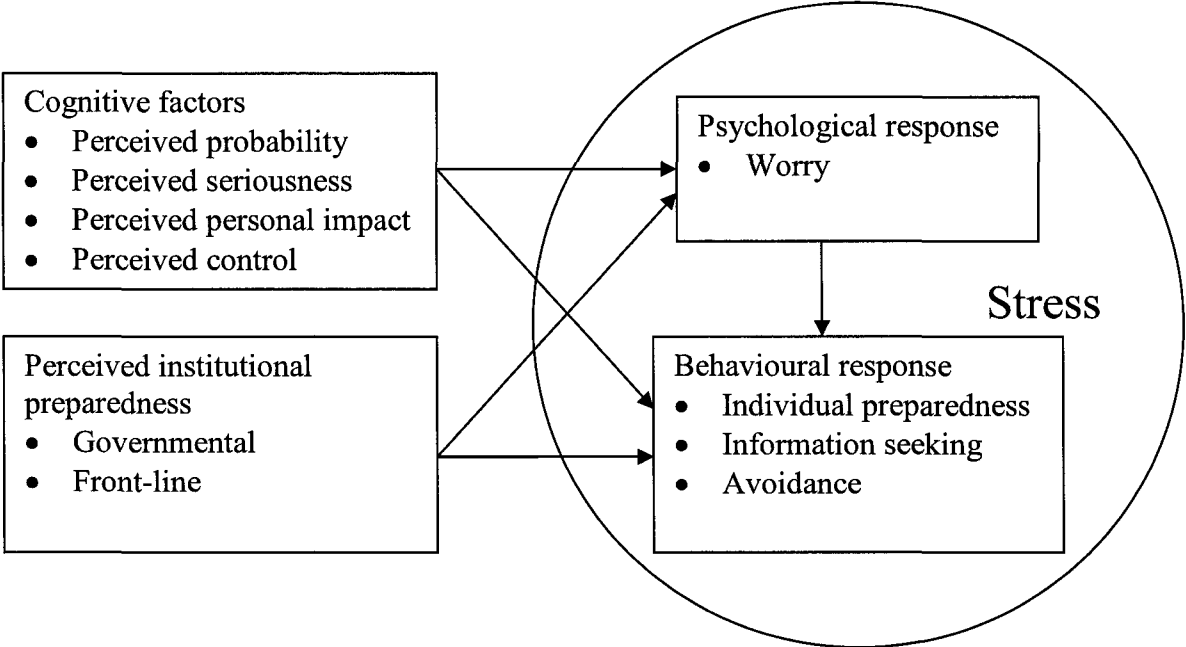 Cognitive factors
• Perceived probability
• Perceived seriousness
• Perceived personal impact
• Perceived control
Perceived institutional
preparedness
• Governmental
• Front-line
Psychological response
• Worry
Stress
Behavioural response
• Individual preparedness
• Information seeking
• Avoidance